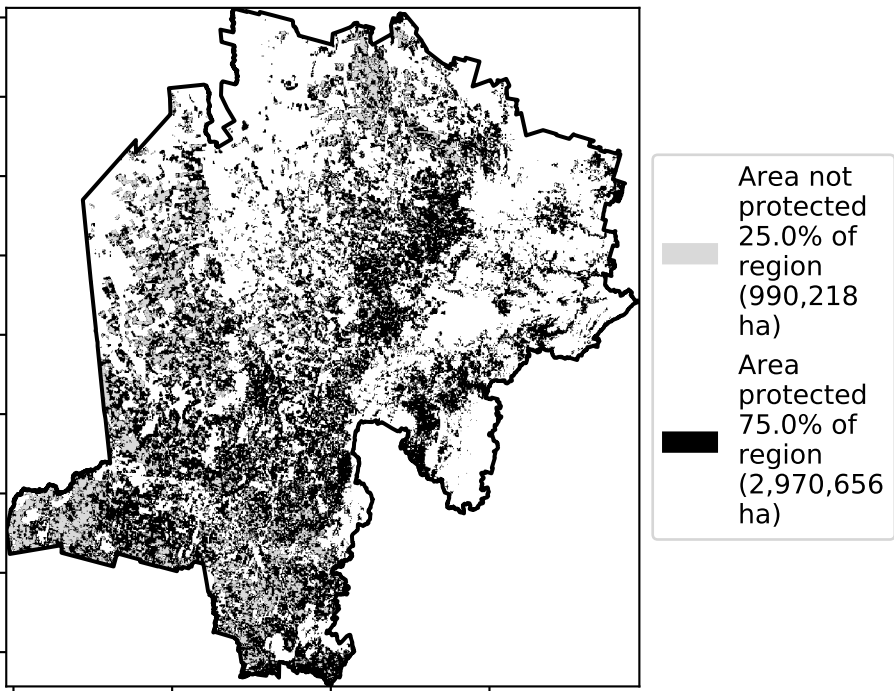 Area not
protected
25.0% of
region
(990,218
ha)
Area
protected
75.0% of
region
(2,970,656
ha)